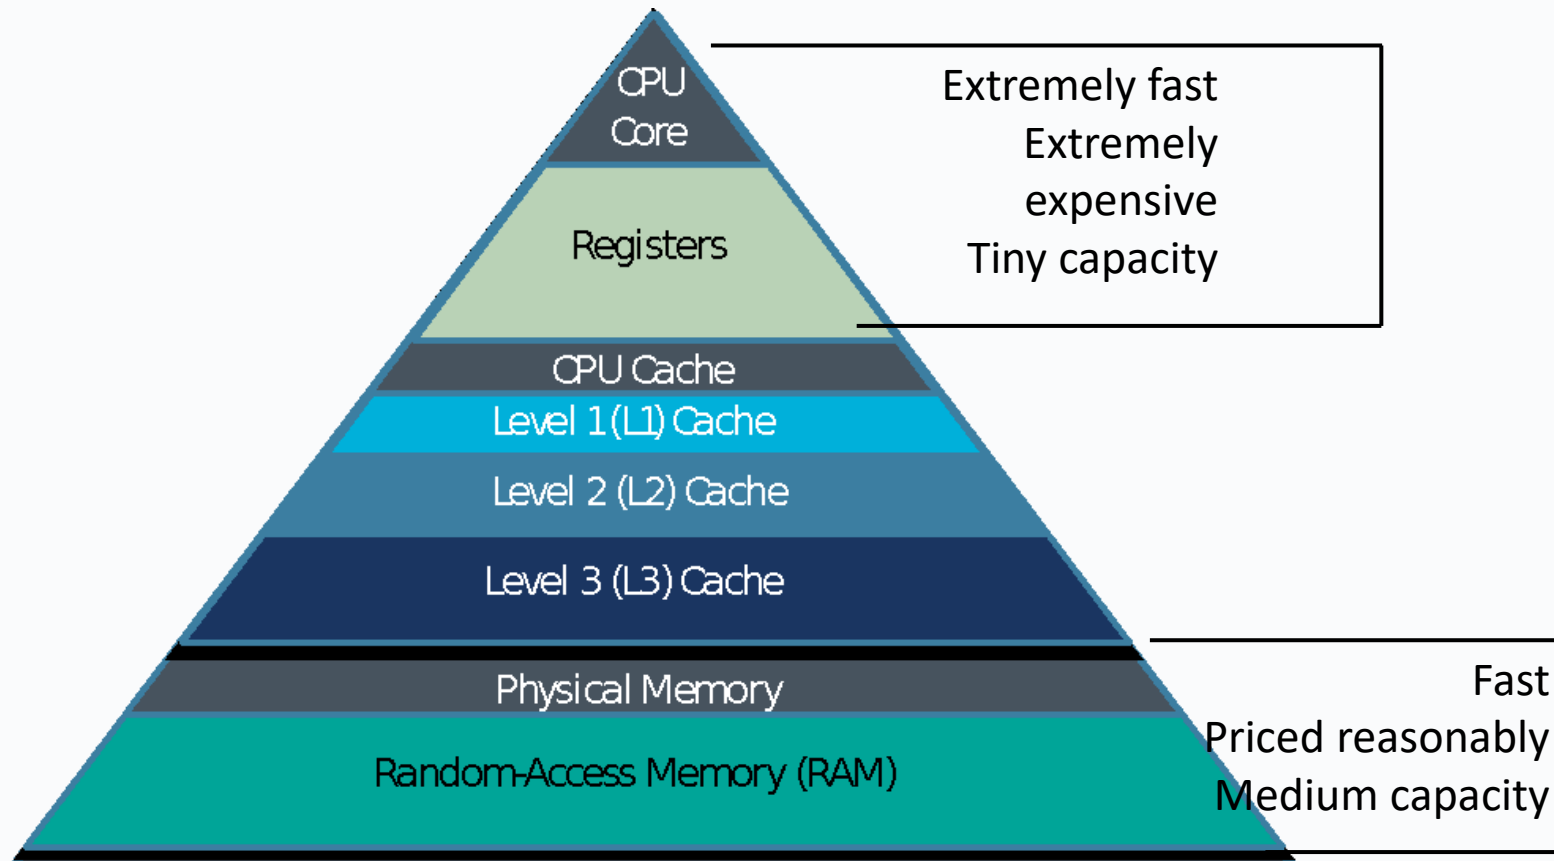 CPU
Core
Extremely fast
Extremely
expensive
Tiny capacity
Registers
CPU Cache
Level 1 (L1) Cache
Level 2 (L2) Cache
Level 3 (L3) Cache
Physical Memory
Random-Access Memory (RAM)
Fast
Priced reasonably
Medium capacity